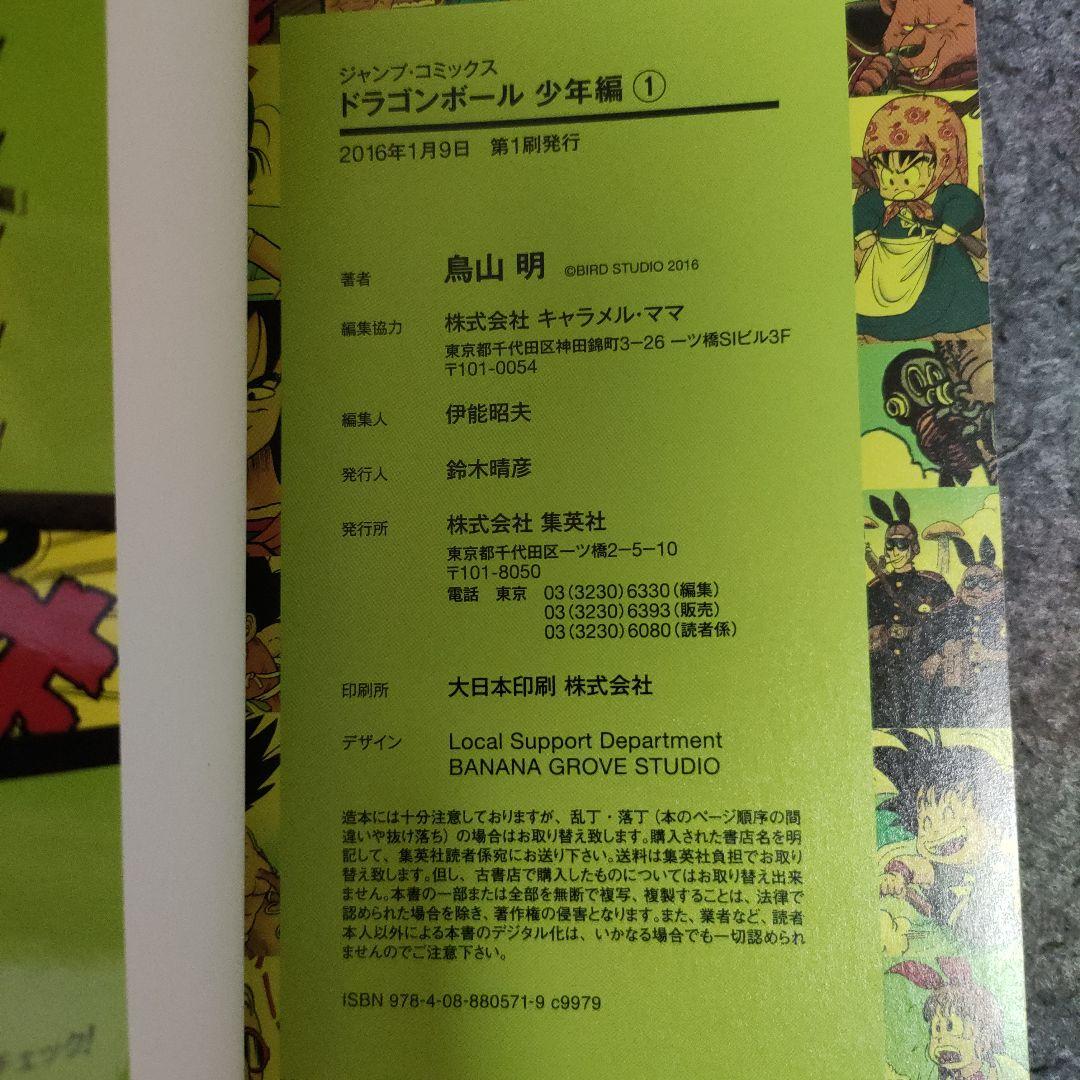 ジャンプ・コミックス
ドラゴンボール 少年編 ①
2016年1月9日　第1刷発行
著者　鳥山 明　©BIRD STUDIO 2016
編集協力　株式会社 キャラメル・ママ
東京都千代田区神田錦町3−26 一ツ橋SIビル3F
〒101-0054
編集人　伊能昭夫
発行人　鈴木晴彦
発行所　株式会社 集英社
東京都千代田区一ツ橋2−5−10
〒101-8050
電話　東京　03(3230)6330(編集)
03(3230)6393(販売)
03(3230)6080(読者係)
印刷所　大日本印刷 株式会社
デザイン　Local Support Department
BANANA GROVE STUDIO
造本には十分注意しておりますが、乱丁・落丁(本のページ順序の間
違いや抜け落ち)の場合はお取り替え致します。購入された書店名を明
記して、集英社読者係宛にお送り下さい。送料は集英社負担でお取り
替え致します。但し、古書店で購入したものについてはお取り替え出来
ません。本書の一部または全部を無断で複写、複製することは、法律で
認められた場合を除き、著作権の侵害となります。また、業者など、読者
本人以外による本書のデジタル化は、いかなる場合でも一切認められ
ませんのでご注意下さい。
ISBN 978-4-08-880571-9 c9979
チェック!